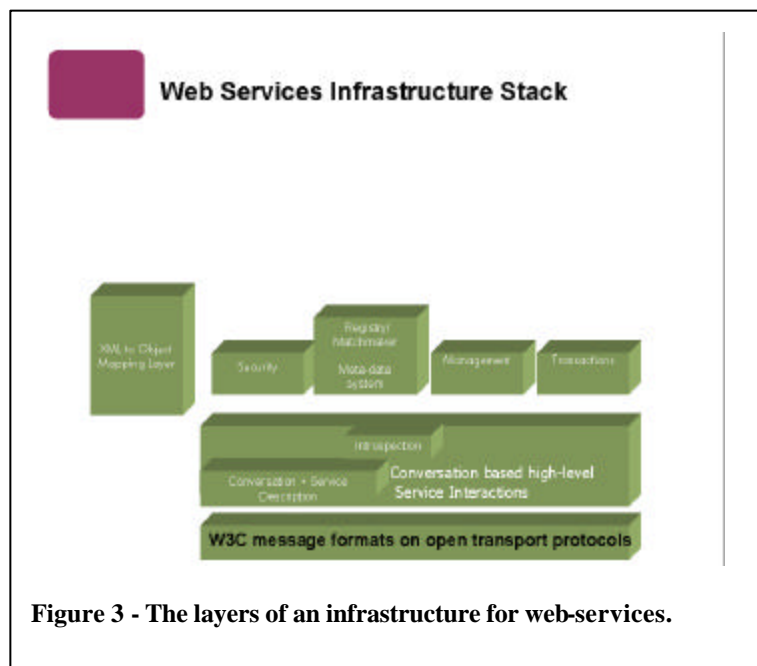 Web Services Infrastructure Stack
XML to Object
Mapping Layer
Security
Registry/
Matchmaker
Meta-data
system
Management
Transactions
Introspection
Conversation + Service
Description
Conversation based high-level
Service Interactions
W3C message formats on open transport protocols
Figure 3 - The layers of an infrastructure for web-services.